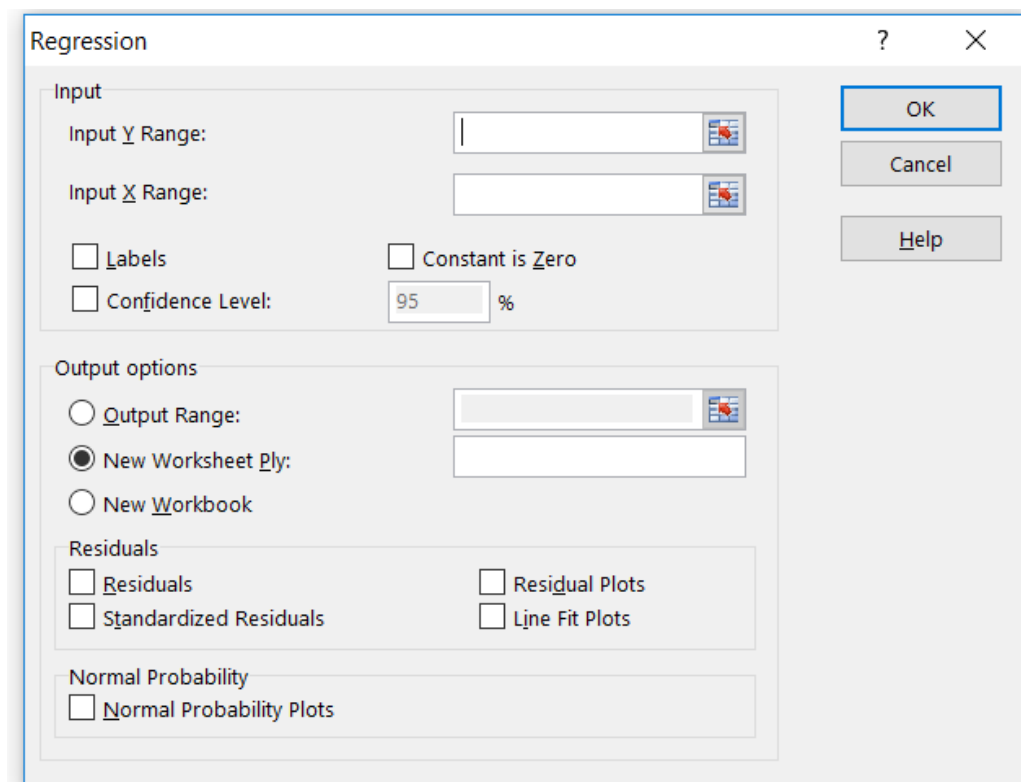 Regression ?
Input
Input Y Range:
Input X Range:
Labels Constant is Zero
Confidence Level: 95 %
OK
Cancel
Help
Output options
Output Range:
New Worksheet Ply:
New Workbook
Residuals
Residuals Residual Plots
Standardized Residuals Line Fit Plots
Normal Probability
Normal Probability Plots